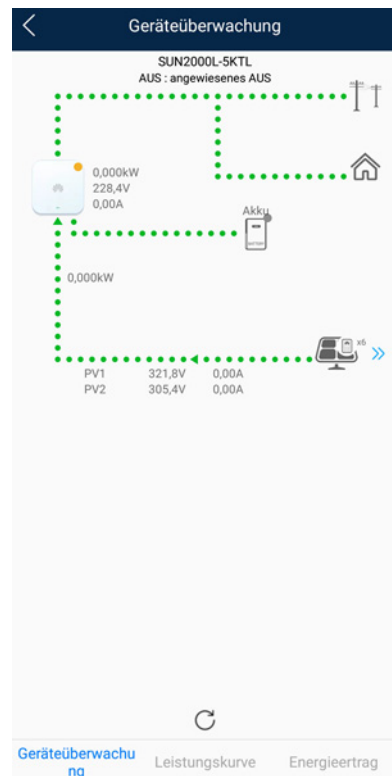 Geräteüberwachung
SUN2000L-5KTL
AUS : angewiesenes AUS
0,000kW
228,4V
0,00A
Akku
BATTERY
0,000kW
x6
PV1 321,8V 0,00A
PV2 305,4V 0,00A
Geräteüberwachu
ng
Leistungskurve
Energieertrag